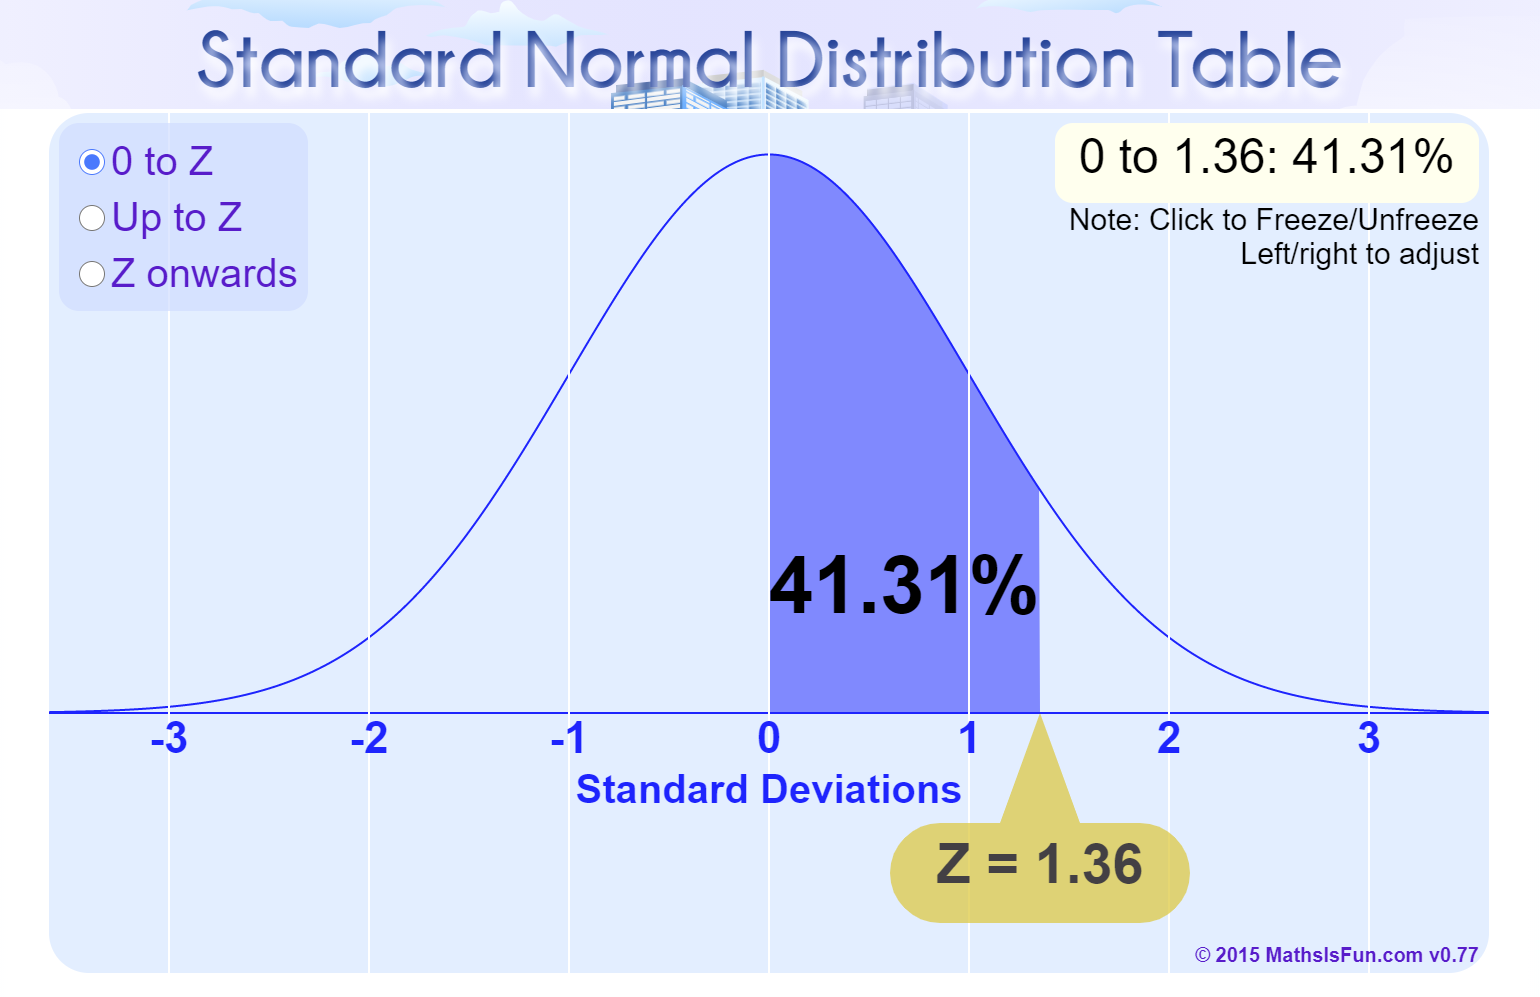 Standard Normal Distribution Table
0 to Z
Up to Z
Z onwards
0 to 1.36: 41.31%
Note: Click to Freeze/Unfreeze
Left/right to adjust
41.31%
-3 -2 -1 0 1 2 3
Standard Deviations
Z = 1.36
© 2015 MathsIsFun.com v0.77